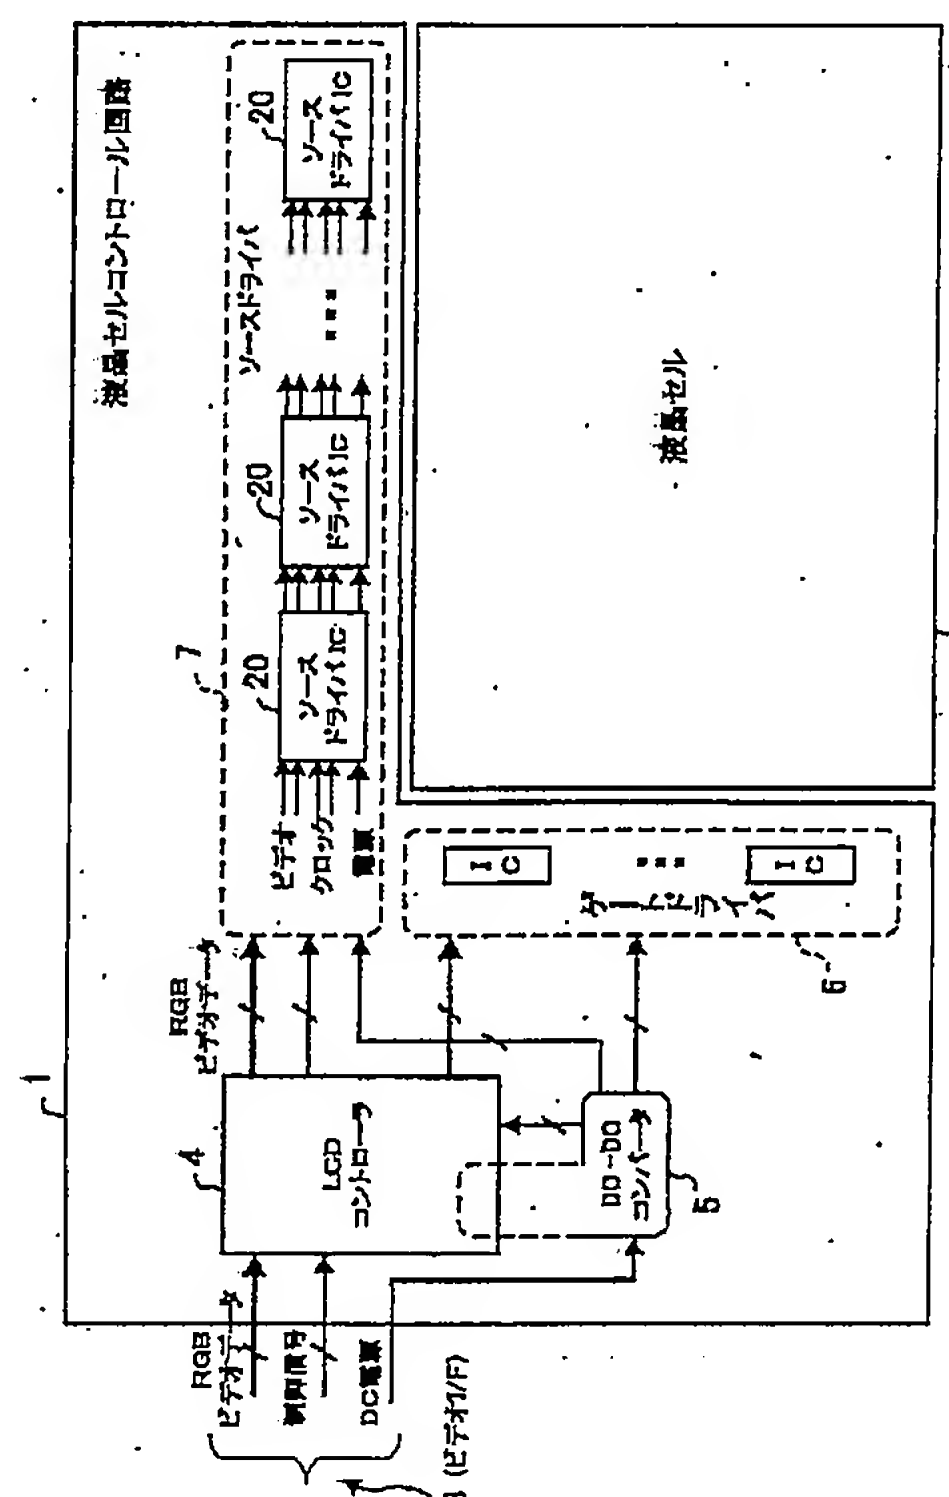 液晶セルコントロール回路
1
RGB
ビデオデータ
制御信号
DC電源
(ビデオI/F)
4
LCD
コントローラ
DC-DC
コンバータ
5
RGB
ビデオデータ
7
ソースドライバ
ビデオ
クロック
電源
20
ソース
ドライバIC
20
ソース
ドライバIC
20
ソース
ドライバIC
IC
IC
ゲートドライバ
6
液晶セル